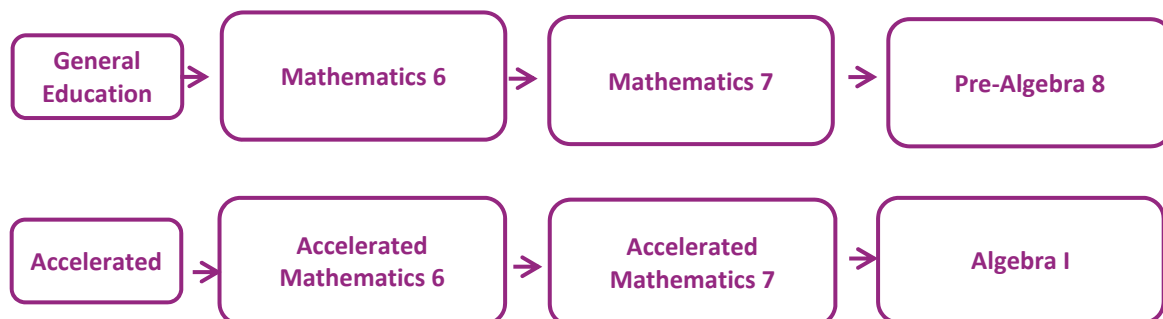 General
Education
Mathematics 6
Mathematics 7
Pre-Algebra 8
Accelerated
Accelerated
Mathematics 6
Accelerated
Mathematics 7
Algebra I